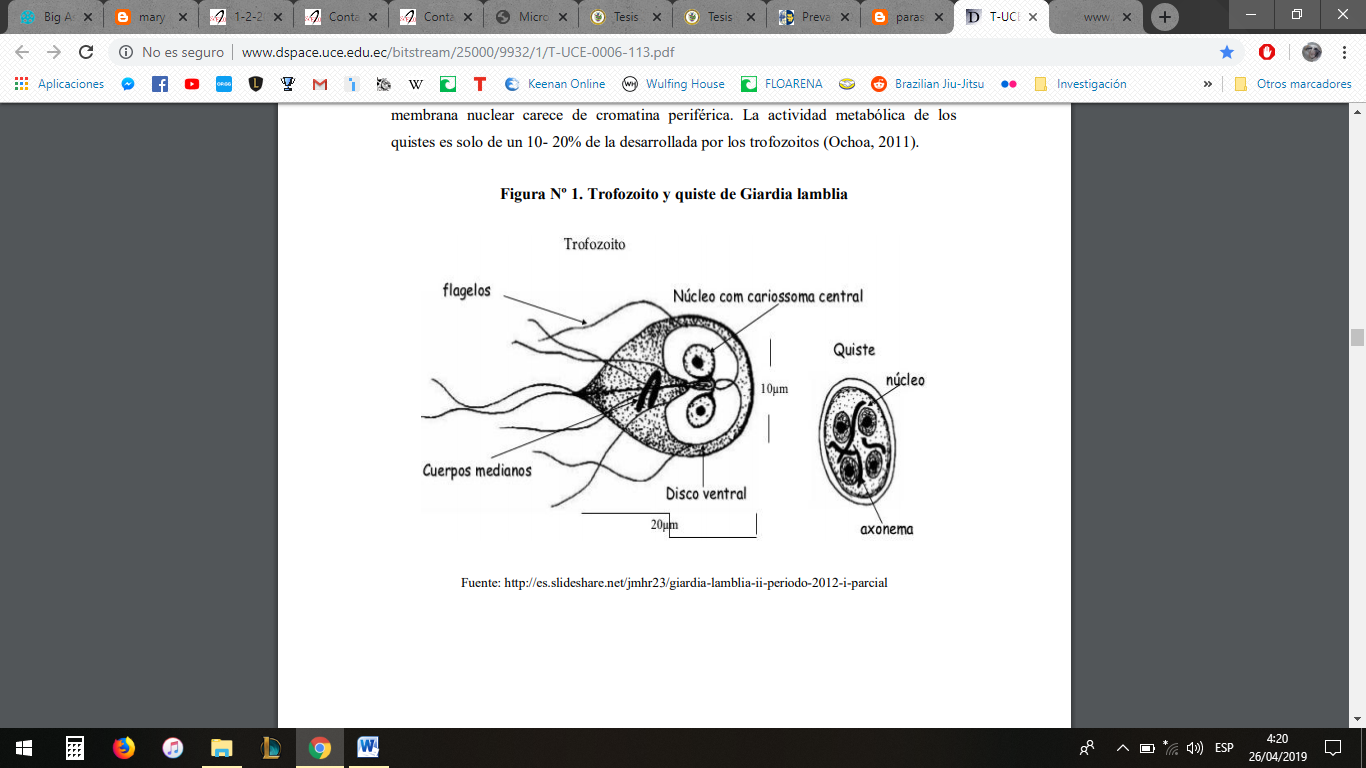 Big A
mary
1-2-2
Conta
Contá
Micro
Tesis
Tesis
Preva
paras
T-UCE
www.
No es seguro | www.dspace.uce.edu.ec/bitstream/25000/9932/1/T-UCE-0006-113.pdf
Aplicaciones
Keenan Online
Wulfing House
FLOARENA
Brazilian Jiu-Jitsu
Investigación
»
Otros marcadores
membrana nuclear carece de cromatina periférica. La actividad metabólica de los
quistes es solo de un 10- 20% de la desarrollada por los trofozoitos (Ochoa, 2011).
Figura Nº 1. Trofozoito y quiste de Giardia lamblia
Trofozoito
flagelos
Núcleo com cariossoma central
Quiste
núcleo
10µm
Cuerpos medianos
Disco ventral
20µm
axonema
Fuente: http://es.slideshare.net/jmhr23/giardia-lamblia-ii-periodo-2012-i-parcial
ESP
4:20
26/04/2019